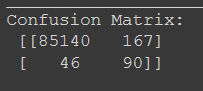 Confusion Matrix:
[[85140 167]
[ 46 90]]